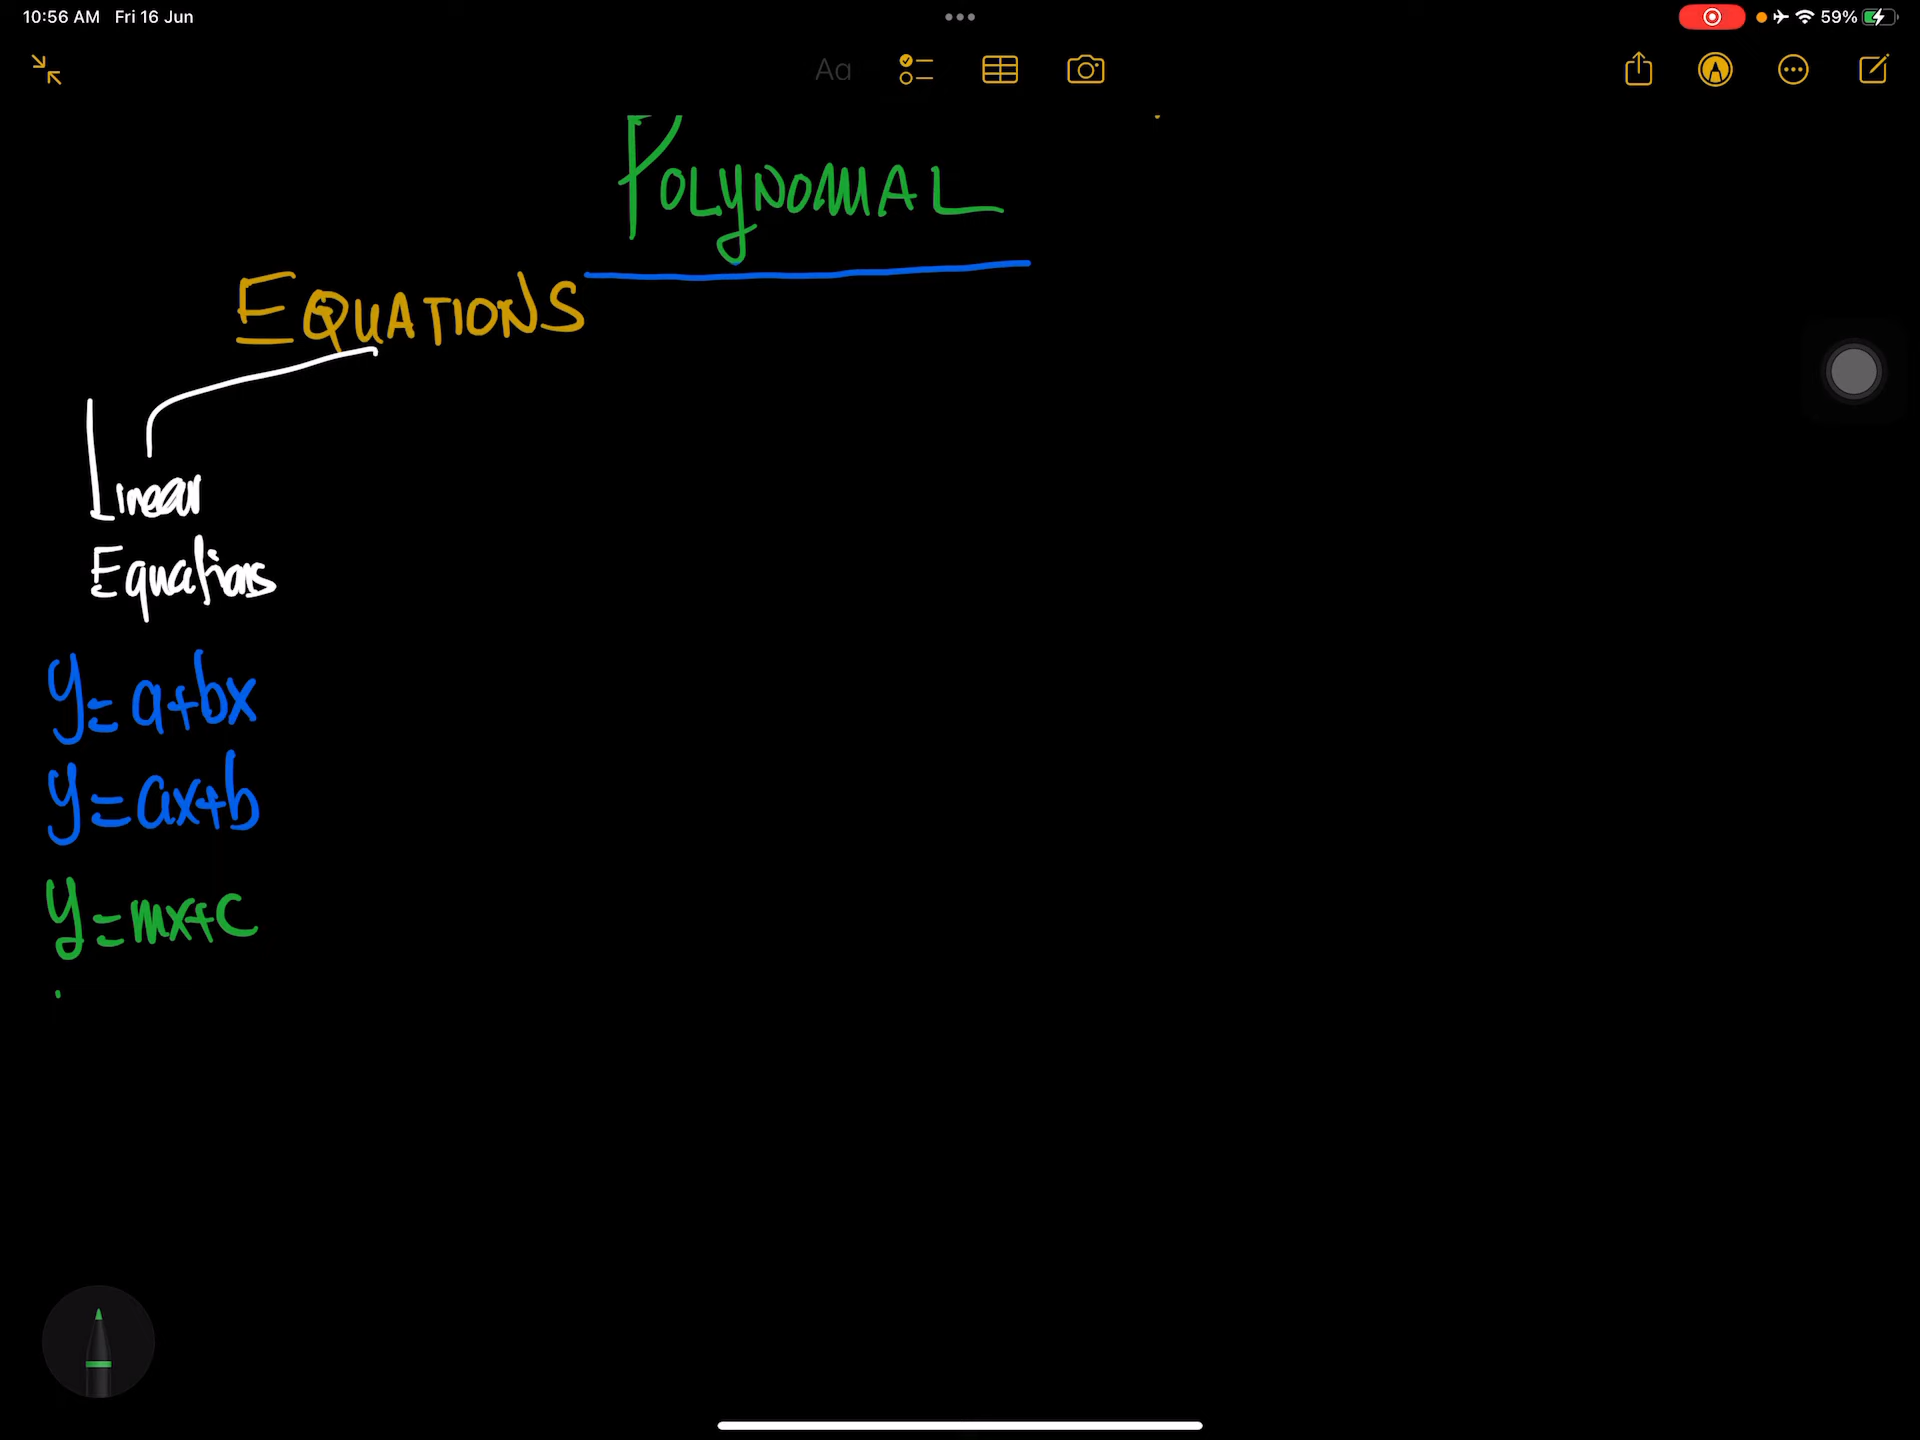 10:56 AM Fri 16 Jun
59%
Aa
POLYNOMAL
EQUATIONS
Linear
Equations
y = a+bx
y = ax+b
y = mx+c